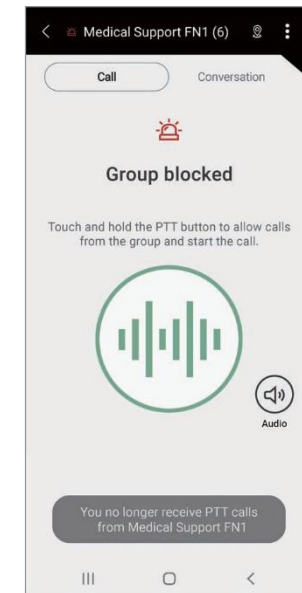 Medical Support FN1 (6)
Call
Conversation
Group blocked
Touch and hold the PTT button to allow calls
from the group and start the call.
Audio
You no longer receive PTT calls
from Medical Support FN1